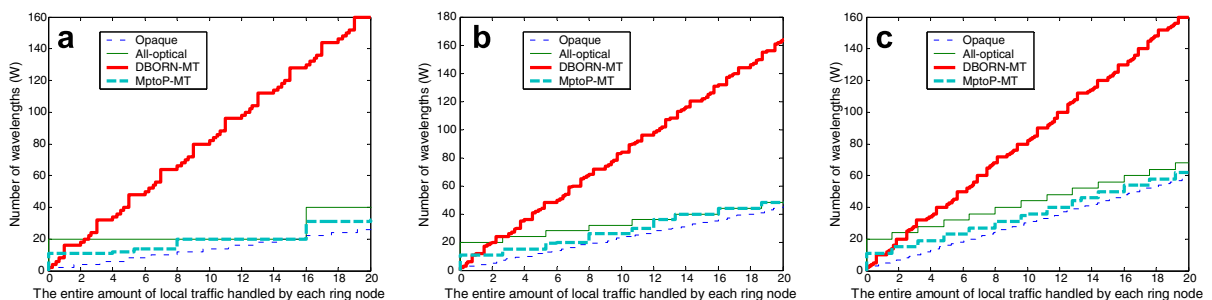 a
Opaque
All-optical
DBORN-MT
MptoP-MT
Number of wavelengths (W)
160
140
120
100
80
60
40
20
0
0 2 4 6 8 10 12 14 16 18 20
The entire amount of local traffic handled by each ring node
b
Opaque
All-optical
DBORN-MT
MptoP-MT
Number of wavelengths (W)
180
160
140
120
100
80
60
40
20
0
0 2 4 6 8 10 12 14 16 18 20
The entire amount of local traffic handled by each ring node
c
Opaque
All-optical
DBORN-MT
MptoP-MT
Number of wavelengths (W)
160
140
120
100
80
60
40
20
0
0 2 4 6 8 10 12 14 16 18 20
The entire amount of local traffic handled by each ring node